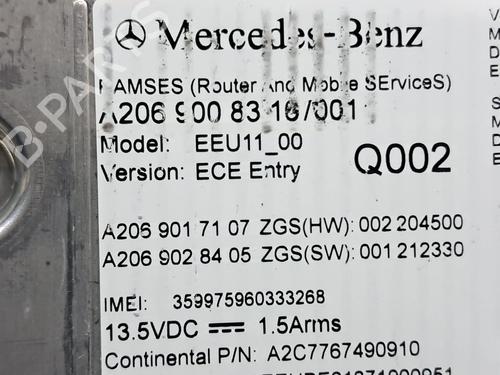 Mercedes-Benz
RAMSES (Router And Mobile SErviceS)
A206 900 83 16/001
Model: EEU11_00
Version: ECE Entry
Q002
A206 901 71 07 ZGS(HW): 002 204500
A206 902 84 05 ZGS(SW): 001 212330
IMEI: 359975960333268
13.5VDC 1.5Arms
Continental P/N: A2C7767490910
B-PARTS